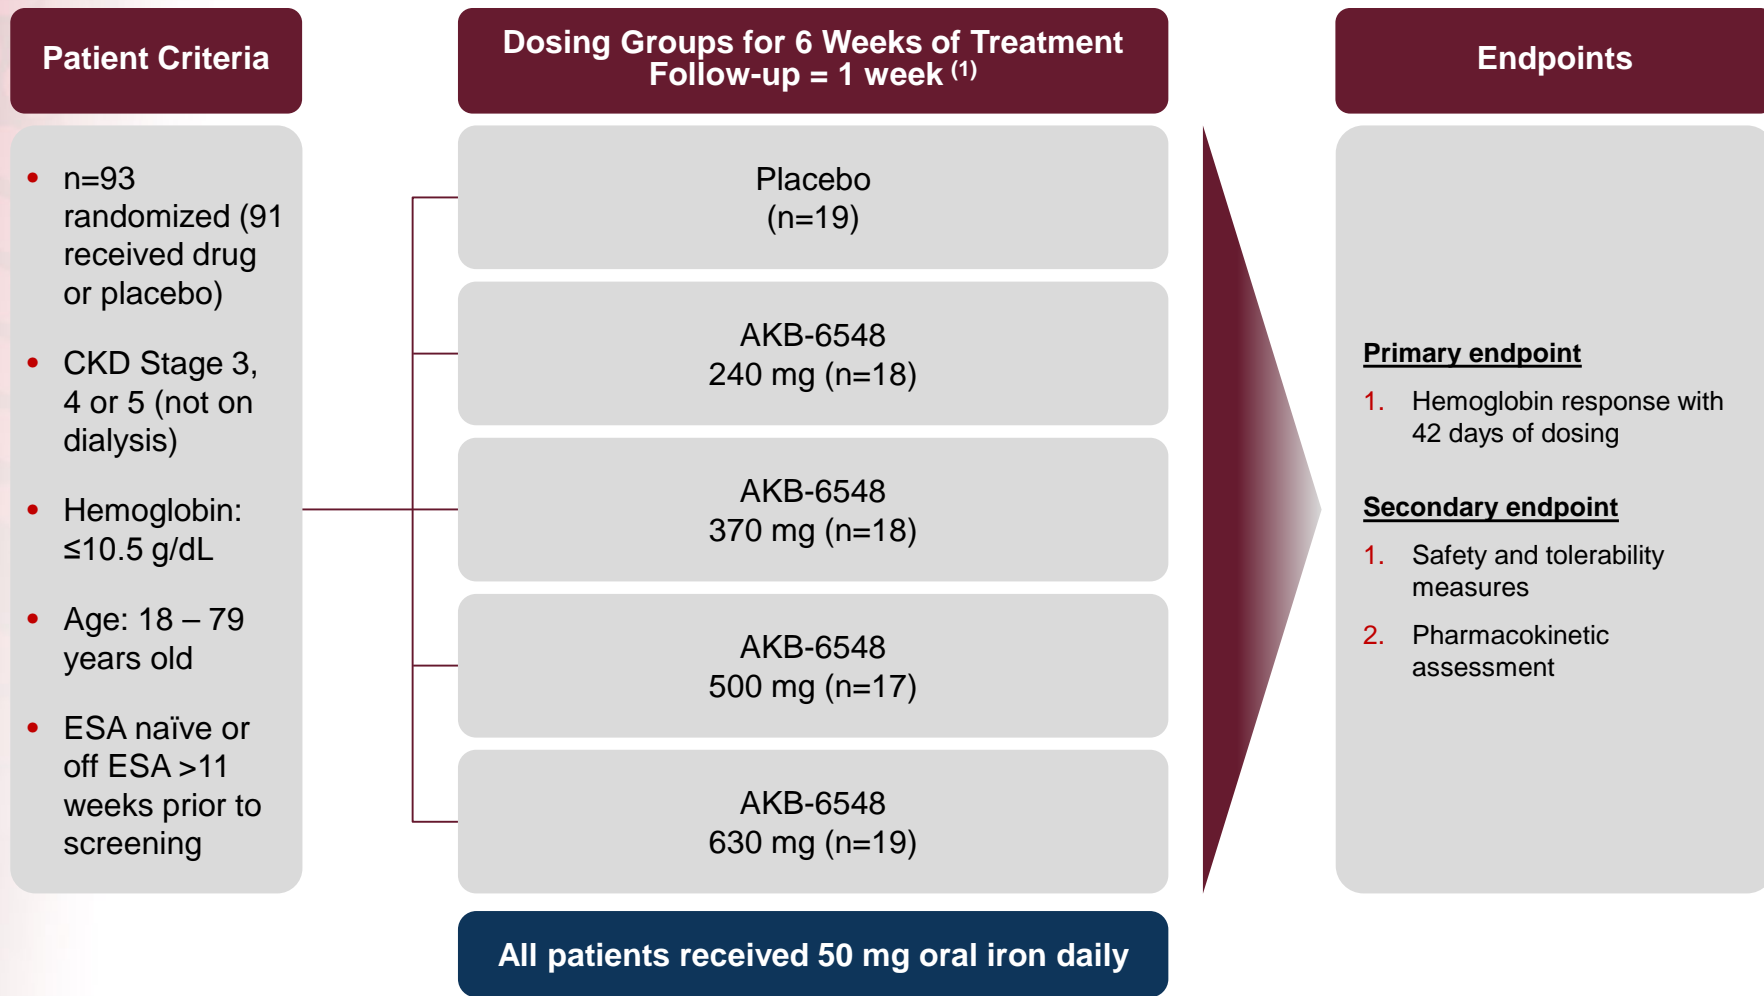 Patient Criteria
• n=93
randomized (91
received drug
or placebo)
• CKD Stage 3,
4 or 5 (not on
dialysis)
• Hemoglobin:
≤10.5 g/dL
• Age: 18 – 79
years old
• ESA naïve or
off ESA >11
weeks prior to
screening
Dosing Groups for 6 Weeks of Treatment
Follow-up = 1 week (1)
Placebo
(n=19)
AKB-6548
240 mg (n=18)
AKB-6548
370 mg (n=18)
AKB-6548
500 mg (n=17)
AKB-6548
630 mg (n=19)
All patients received 50 mg oral iron daily
Endpoints
Primary endpoint
1. Hemoglobin response with
42 days of dosing
Secondary endpoint
1. Safety and tolerability
measures
2. Pharmacokinetic
assessment